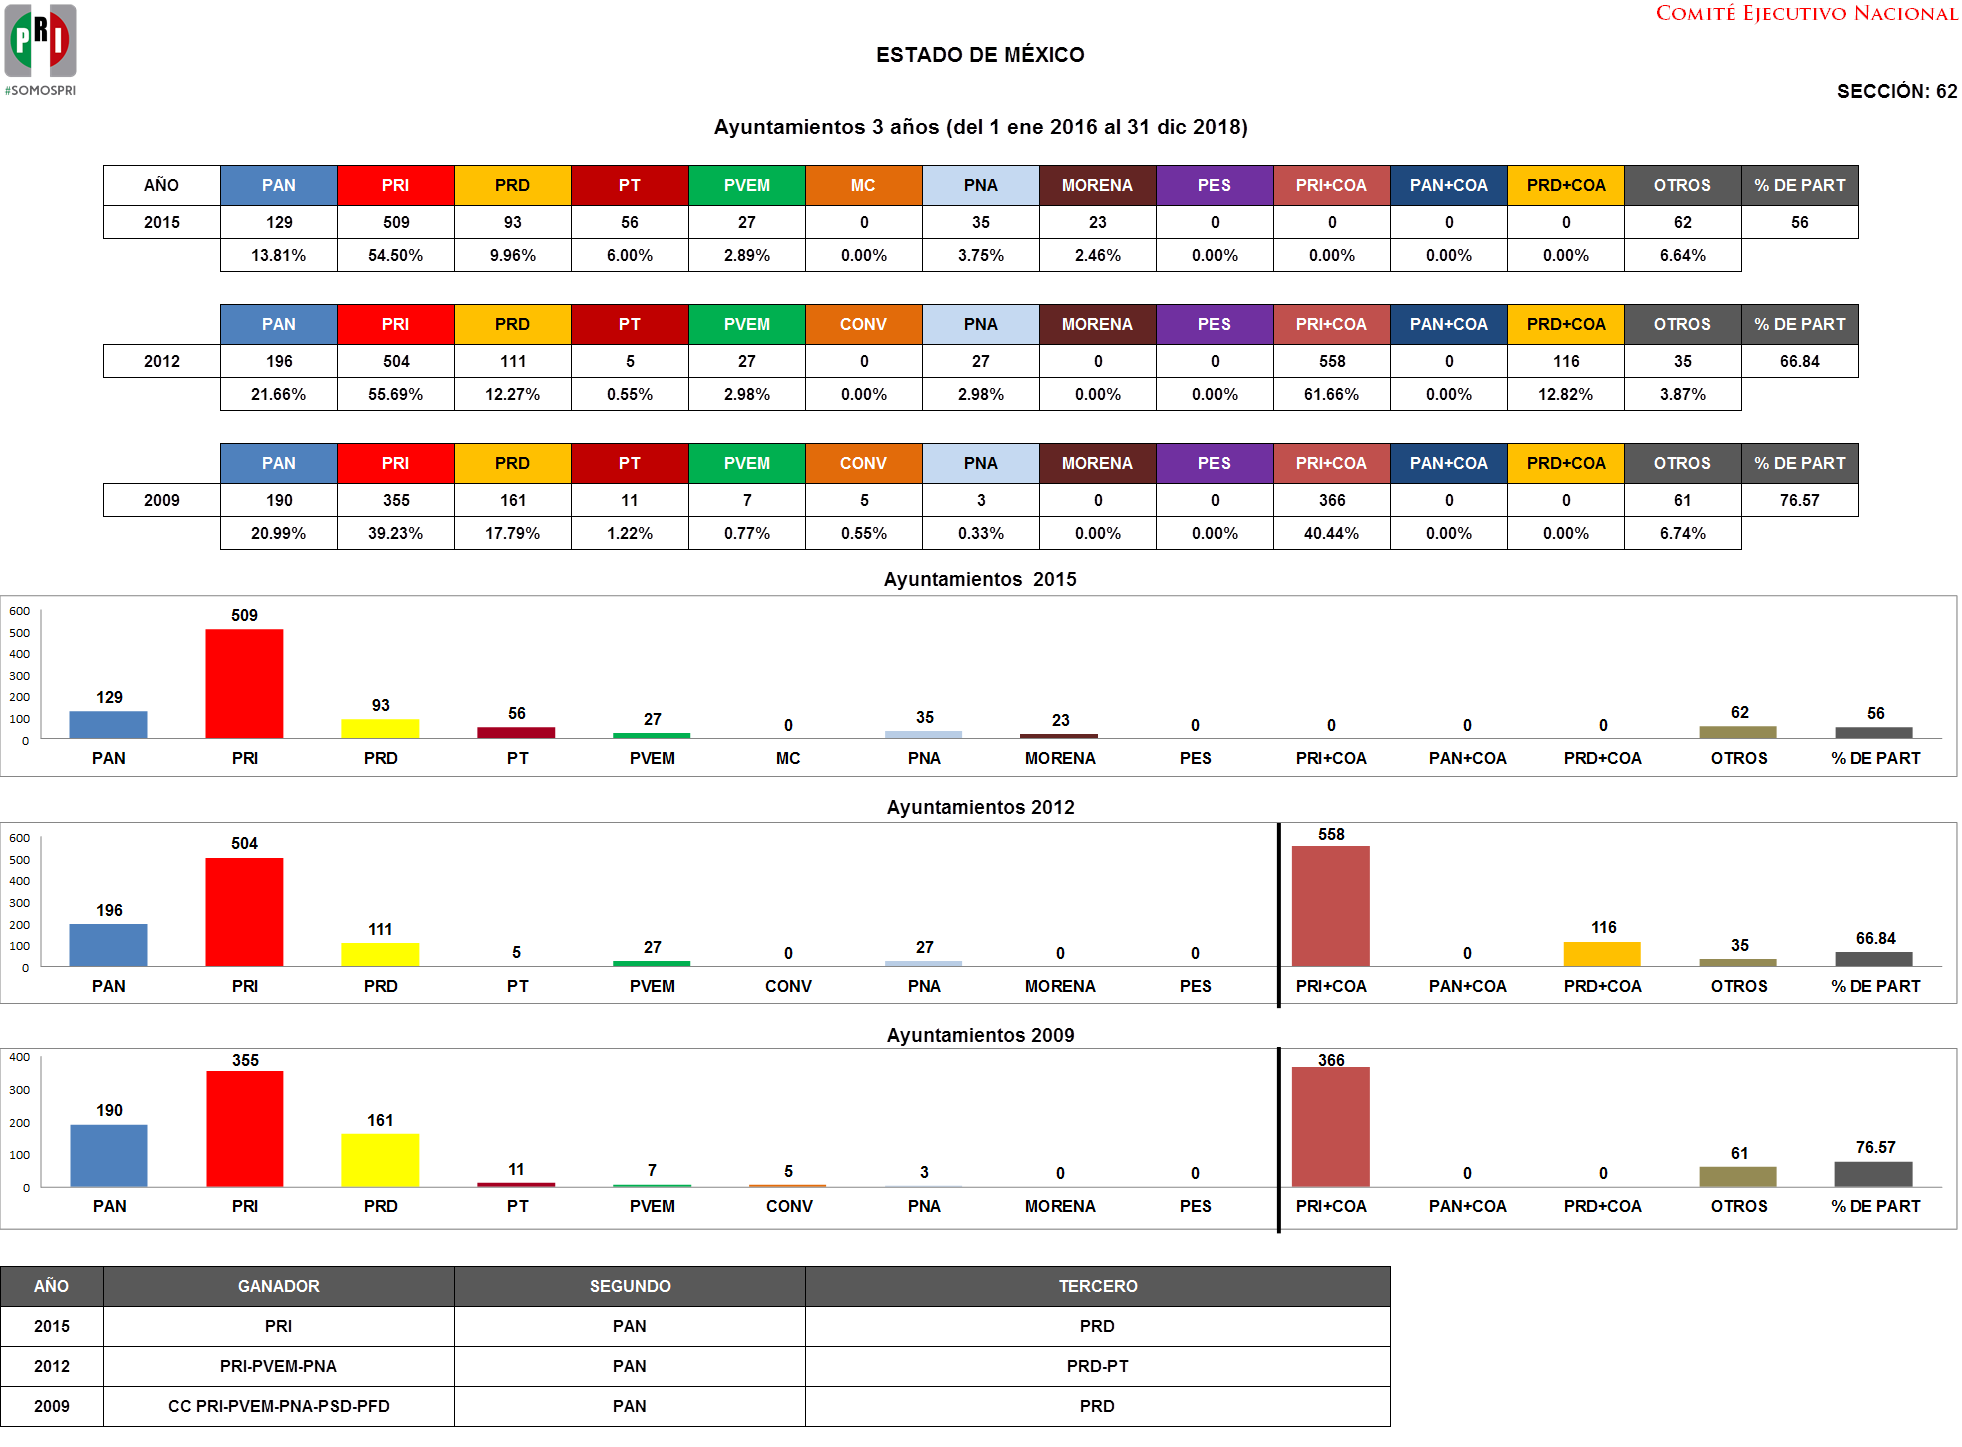 PRI
#SOMOSPRI
COMITÉ EJECUTIVO NACIONAL
ESTADO DE MÉXICO
SECCIÓN: 62
Ayuntamientos 3 años (del 1 ene 2016 al 31 dic 2018)
AÑO PAN PRI PRD PT PVEM MC PNA MORENA PES PRI+COA PAN+COA PRD+COA OTROS % DE PART
2015 129 509 93 56 27 0 35 23 0 0 0 0 62 56
13.81% 54.50% 9.96% 6.00% 2.89% 0.00% 3.75% 2.46% 0.00% 0.00% 0.00% 0.00% 6.64%
PAN PRI PRD PT PVEM CONV PNA MORENA PES PRI+COA PAN+COA PRD+COA OTROS % DE PART
2012 196 504 111 5 27 0 27 0 0 558 0 116 35 66.84
21.66% 55.69% 12.27% 0.55% 2.98% 0.00% 2.98% 0.00% 0.00% 61.66% 0.00% 12.82% 3.87%
PAN PRI PRD PT PVEM CONV PNA MORENA PES PRI+COA PAN+COA PRD+COA OTROS % DE PART
2009 190 355 161 11 7 5 3 0 0 366 0 0 61 76.57
20.99% 39.23% 17.79% 1.22% 0.77% 0.55% 0.33% 0.00% 0.00% 40.44% 0.00% 0.00% 6.74%
Ayuntamientos 2015
600
500
400
300
200
100
0
129 509 93 56 27 0 35 23 0 0 0 0 62 56
PAN PRI PRD PT PVEM MC PNA MORENA PES PRI+COA PAN+COA PRD+COA OTROS % DE PART
Ayuntamientos 2012
600
500
400
300
200
100
0
196 504 111 5 27 0 27 0 0 558 0 116 35 66.84
PAN PRI PRD PT PVEM CONV PNA MORENA PES PRI+COA PAN+COA PRD+COA OTROS % DE PART
Ayuntamientos 2009
400
300
200
100
0
190 355 161 11 7 5 3 0 0 366 0 0 61 76.57
PAN PRI PRD PT PVEM CONV PNA MORENA PES PRI+COA PAN+COA PRD+COA OTROS % DE PART
AÑO GANADOR SEGUNDO TERCERO
2015 PRI PAN PRD
2012 PRI-PVEM-PNA PAN PRD-PT
2009 CC PRI-PVEM-PNA-PSD-PFD PAN PRD